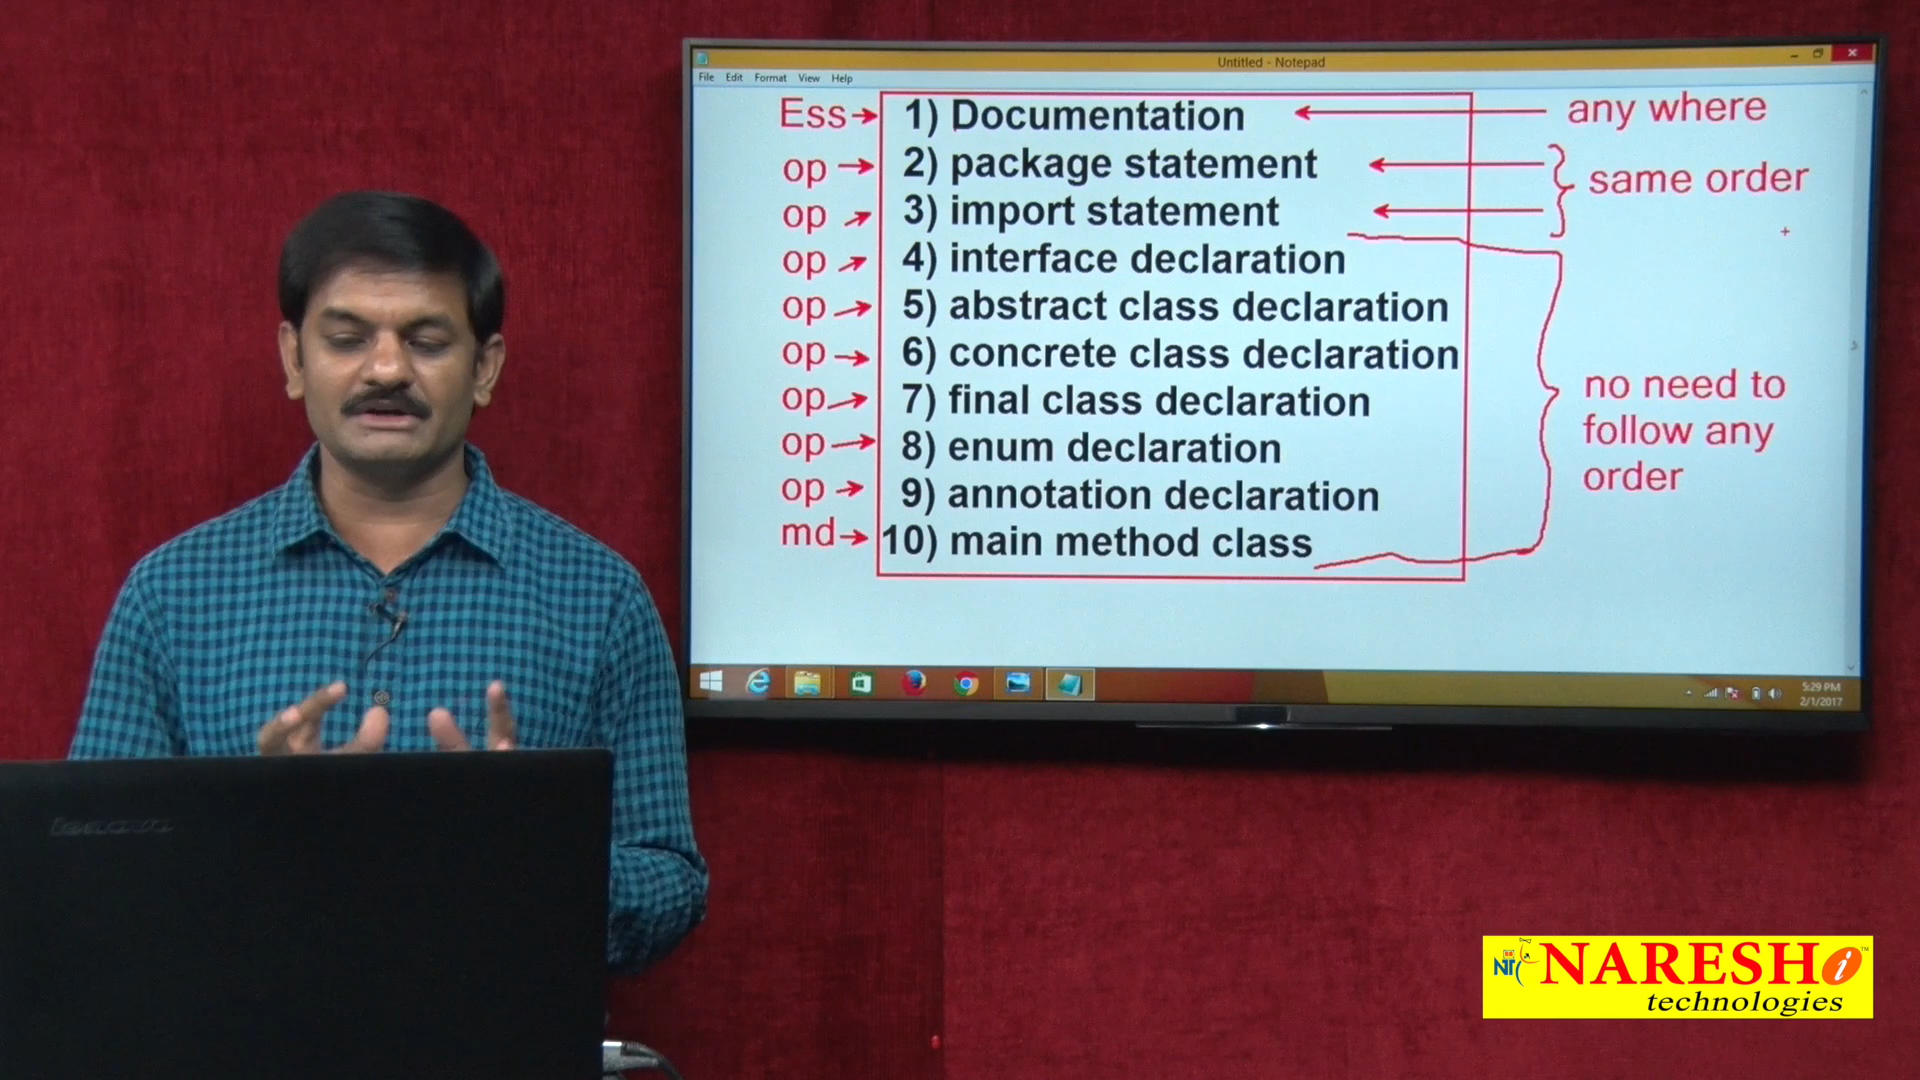 Untitled - Notepad
File Edit Format View Help
Ess 1) Documentation any where
op 2) package statement
same order
op 3) import statement
op 4) interface declaration
op 5) abstract class declaration
op 6) concrete class declaration
no need to
op 7) final class declaration
follow any
op 8) enum declaration
order
op 9) annotation declaration
md 10) main method class
5:29 PM
2/1/2017
lenovo
NT NARESH i ™
technologies